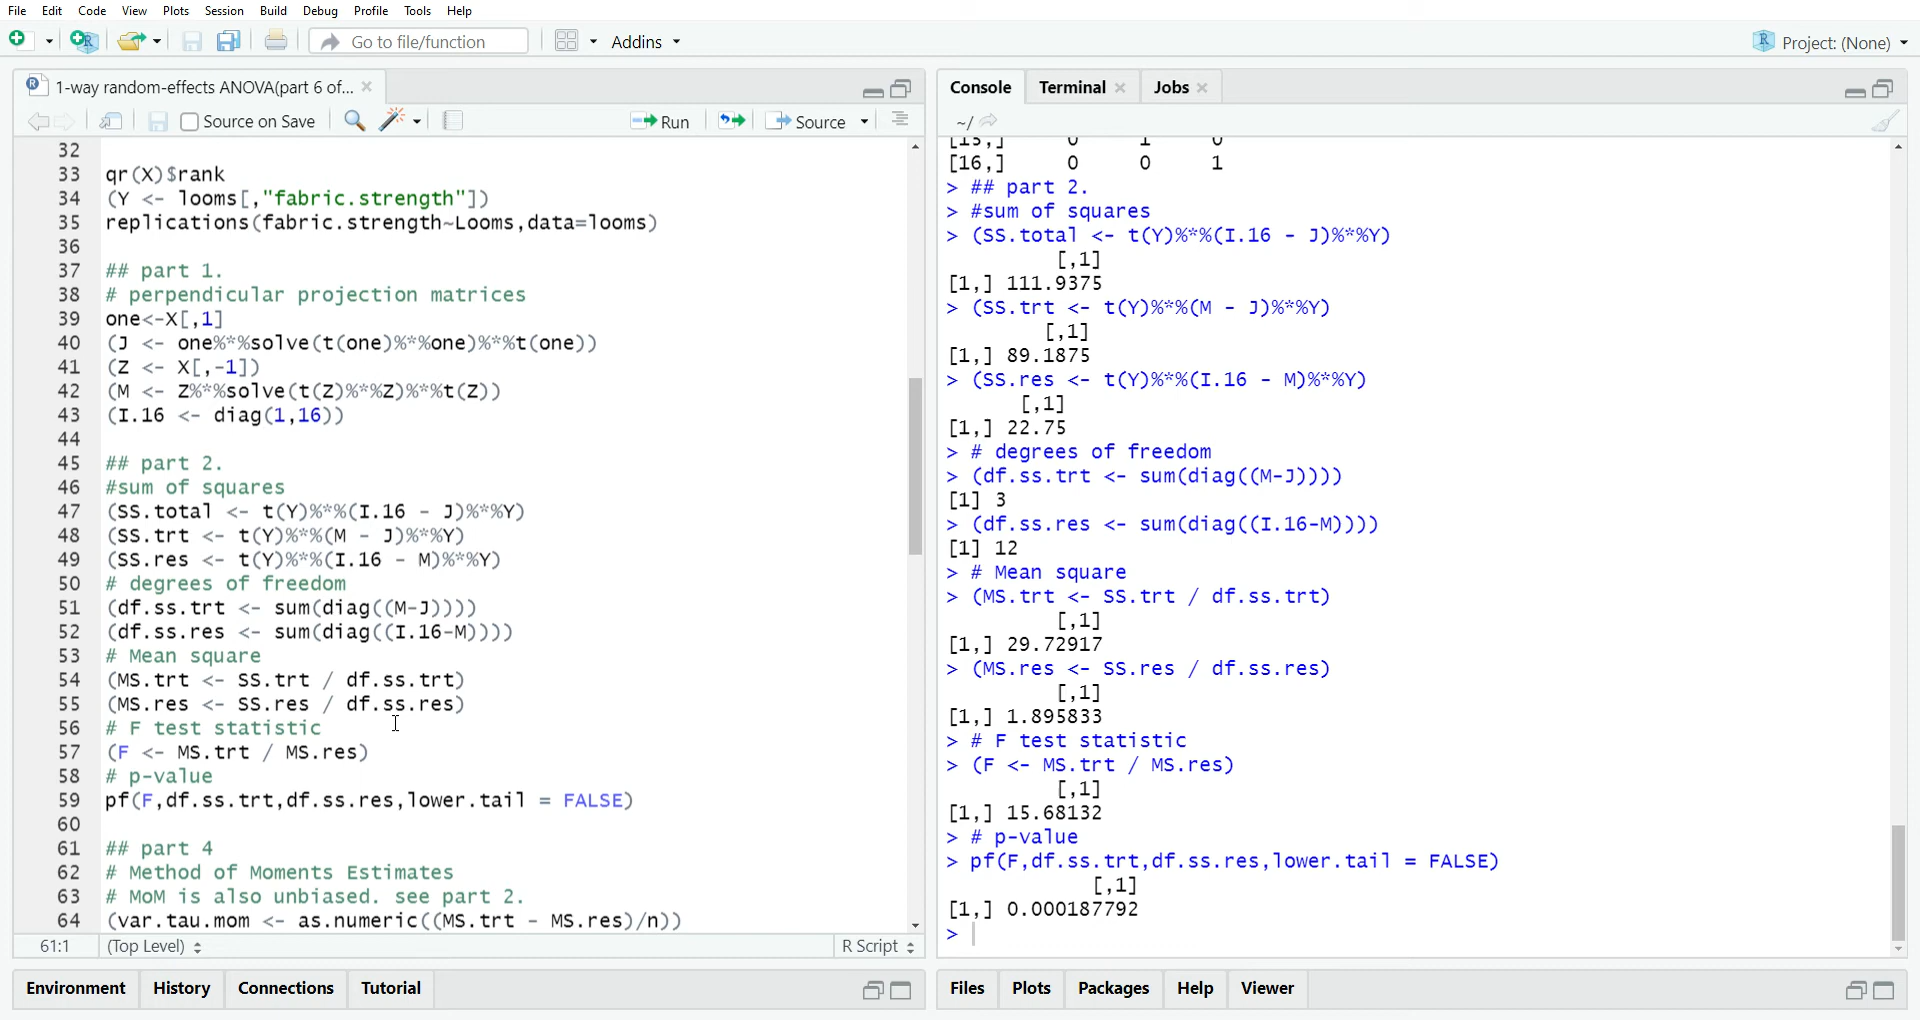 File Edit Code View Plots Session Build Debug Profile Tools Help
Go to file/function Addins Project: (None)
1-way random-effects ANOVA(part 6 of...
Source on Save Run Source
32
33 qr(X)$rank
34 (Y <- looms[,"fabric.strength"])
35 replications(fabric.strength~Looms,data=looms)
36
37 ## part 1.
38 # perpendicular projection matrices
39 one<-X[,1]
40 (J <- one%*%solve(t(one)%*%one)%*%t(one))
41 (Z <- X[,-1])
42 (M <- Z%*%solve(t(Z)%*%Z)%*%t(Z))
43 (I.16 <- diag(1,16))
44
45 ## part 2.
46 #sum of squares
47 (SS.total <- t(Y)%*%(I.16 - J)%*%Y)
48 (SS.trt <- t(Y)%*%(M - J)%*%Y)
49 (SS.res <- t(Y)%*%(I.16 - M)%*%Y)
50 # degrees of freedom
51 (df.ss.trt <- sum(diag((M-J))))
52 (df.ss.res <- sum(diag((I.16-M))))
53 # Mean square
54 (MS.trt <- SS.trt / df.ss.trt)
55 (MS.res <- SS.res / df.ss.res)
56 # F test statistic
57 (F <- MS.trt / MS.res)
58 # p-value
59 pf(F,df.ss.trt,df.ss.res,lower.tail = FALSE)
60
61 ## part 4
62 # Method of Moments Estimates
63 # MoM is also unbiased. see part 2.
64 (var.tau.mom <- as.numeric((MS.trt - MS.res)/n))
61:1 (Top Level) R Script
Environment History Connections Tutorial
Console Terminal Jobs
~/
[15,] 0 1 0
[16,] 0 0 1
> ## part 2.
> #sum of squares
> (SS.total <- t(Y)%*%(I.16 - J)%*%Y)
[,1]
[1,] 111.9375
> (SS.trt <- t(Y)%*%(M - J)%*%Y)
[,1]
[1,] 89.1875
> (SS.res <- t(Y)%*%(I.16 - M)%*%Y)
[,1]
[1,] 22.75
> # degrees of freedom
> (df.ss.trt <- sum(diag((M-J))))
[1] 3
> (df.ss.res <- sum(diag((I.16-M))))
[1] 12
> # Mean square
> (MS.trt <- SS.trt / df.ss.trt)
[,1]
[1,] 29.72917
> (MS.res <- SS.res / df.ss.res)
[,1]
[1,] 1.895833
> # F test statistic
> (F <- MS.trt / MS.res)
[,1]
[1,] 15.68132
> # p-value
> pf(F,df.ss.trt,df.ss.res,lower.tail = FALSE)
[,1]
[1,] 0.000187792
>
Files Plots Packages Help Viewer